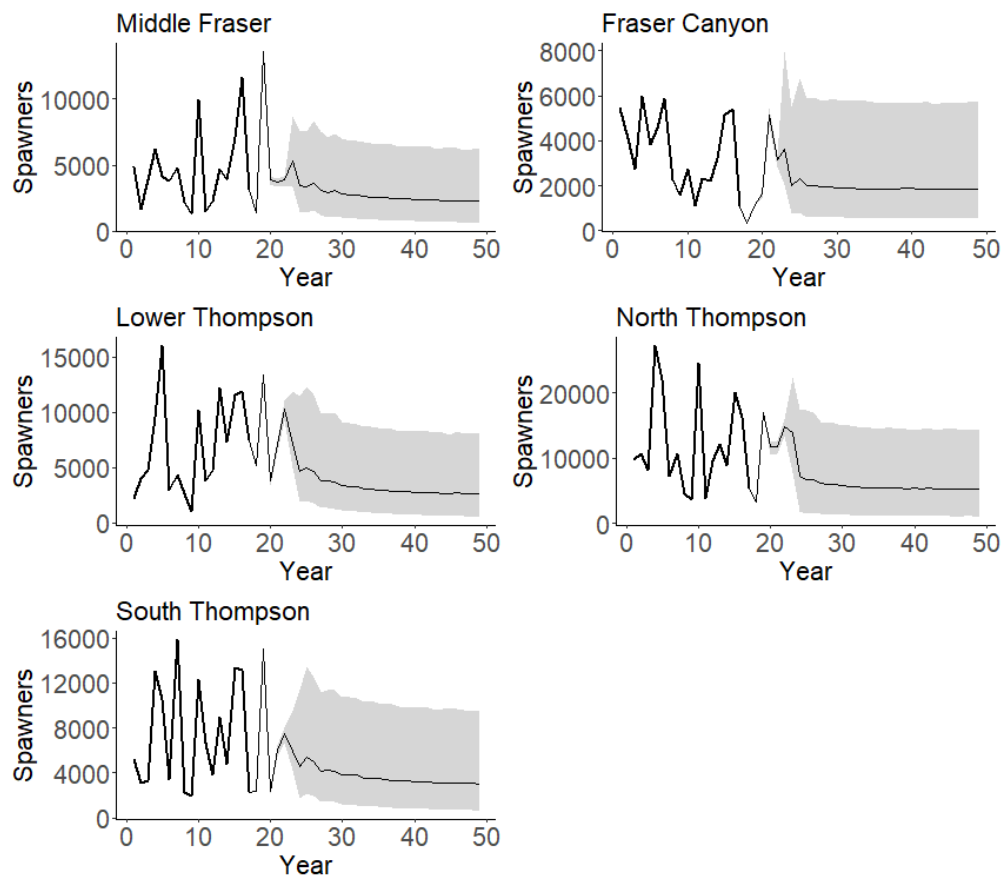 Middle Fraser
Spawners
10000
5000
0
0 10 20 30 40 50
Year
Fraser Canyon
Spawners
8000
6000
4000
2000
0
0 10 20 30 40 50
Year
Lower Thompson
Spawners
15000
10000
5000
0
0 10 20 30 40 50
Year
North Thompson
Spawners
20000
10000
0
0 10 20 30 40 50
Year
South Thompson
Spawners
16000
12000
8000
4000
0
0 10 20 30 40 50
Year